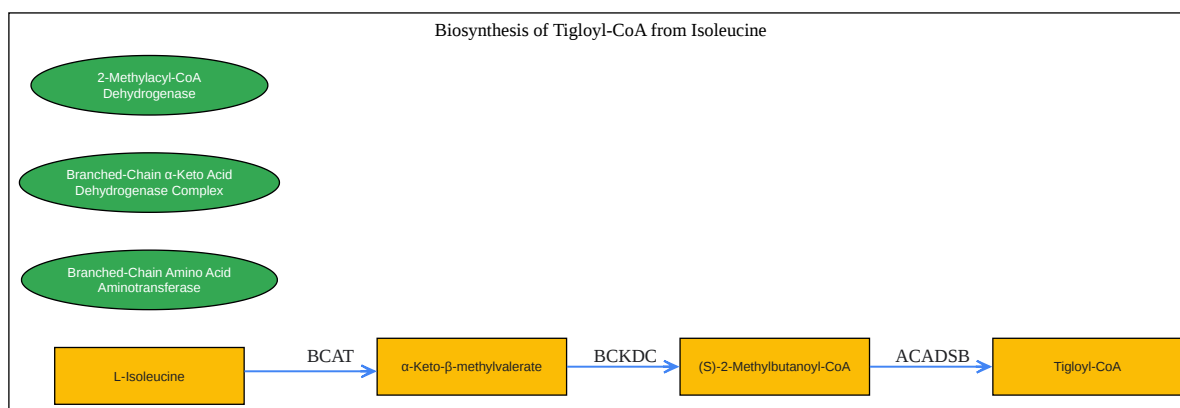 Biosynthesis of Tigloyl-CoA from Isoleucine
2-Methylacyl-CoA
Dehydrogenase
Branched-Chain α-Keto Acid
Dehydrogenase Complex
Branched-Chain Amino Acid
Aminotransferase
L-Isoleucine
BCAT
α-Keto-β-methylvalerate
BCKDC
(S)-2-Methylbutanoyl-CoA
ACADSB
Tigloyl-CoA